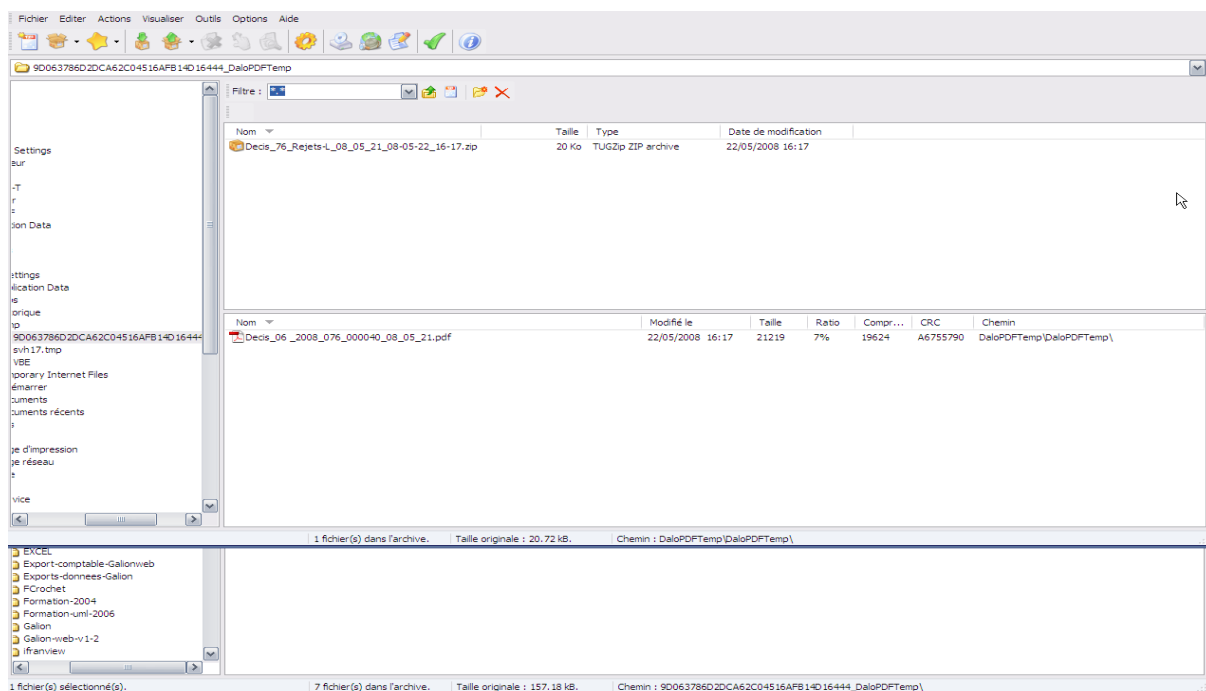 Fichier Editer Actions Visualiser Outils Options Aide
9D063786D2DCA62C04516AFB14D16444_DaloPDFTemp
Filtre :
Nom Taille Type Date de modification
Decis_76_Rejets-L_08_05_21_08-05-22_16-17.zip 20 Ko TUGZip ZIP archive 22/05/2008 16:17
Settings
eur
-T
r
ion Data
ettings
lication Data
os
orique
mp
9D063786D2DCA62C04516AFB14D16444
svh17.tmp
VBE
mporary Internet Files
émarrer
cuments
cuments récents
s
ge d'impression
ge réseau
e
vice
Nom Modifié le Taille Ratio Compr... CRC Chemin
Decis_06 _2008_076_000040_08_05_21.pdf 22/05/2008 16:17 21219 7% 19624 A6755790 DaloPDFTemp\DaloPDFTemp\
1 fichier(s) dans l'archive. Taille originale : 20.72 kB. Chemin : DaloPDFTemp\DaloPDFTemp\
EXCEL
Export-comptable-Galionweb
Exports-donnees-Galion
FCrochet
Formation-2004
Formation-uml-2006
Galion
Galion-web-v1-2
ifranview
1 fichier(s) sélectionné(s). 7 fichier(s) dans l'archive. Taille originale : 157.18 kB. Chemin : 9D063786D2DCA62C04516AFB14D16444_DaloPDFTemp\